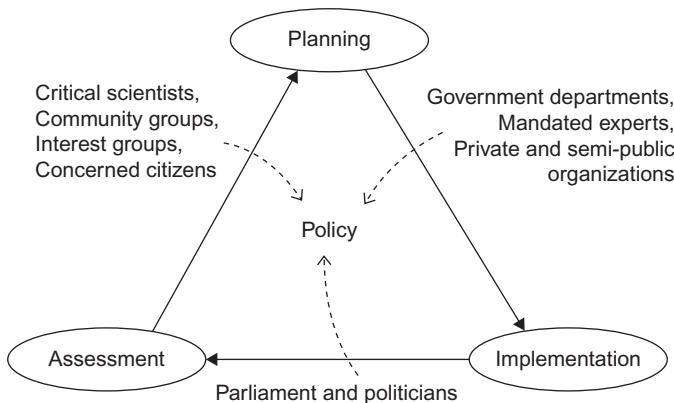 Planning
Critical scientists,
Community groups,
Interest groups,
Concerned citizens
Government departments,
Mandated experts,
Private and semi-public
organizations
Policy
Assessment
Implementation
Parliament and politicians